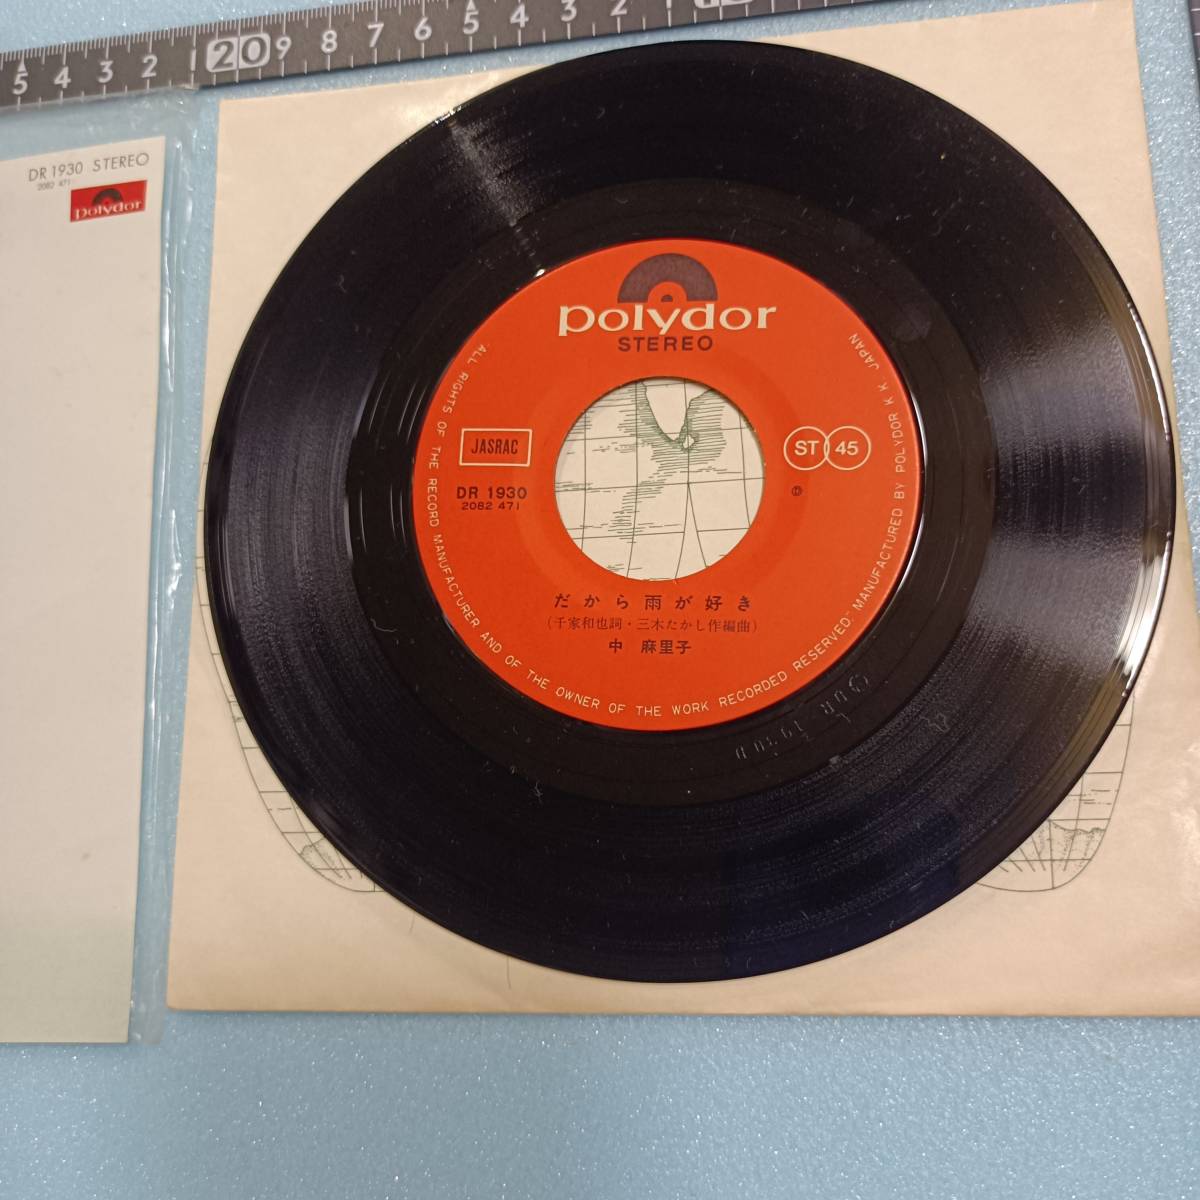 5 4 3 2 1 20 9 8 7 6 5 4 3 2 1
DR 1930 STEREO
2082 471
polydor
polydor
STEREO
JASRAC
DR 1930
2082 471
ST 45
Ⓟ
だから雨が好き
(千家和也詞・三木たかし作編曲)
中 麻里子
ALL RIGHTS OF THE RECORD MANUFACTURER AND OF THE OWNER OF THE WORK RECORDED RESERVED. MANUFACTURED BY POLYDOR K.K. JAPAN